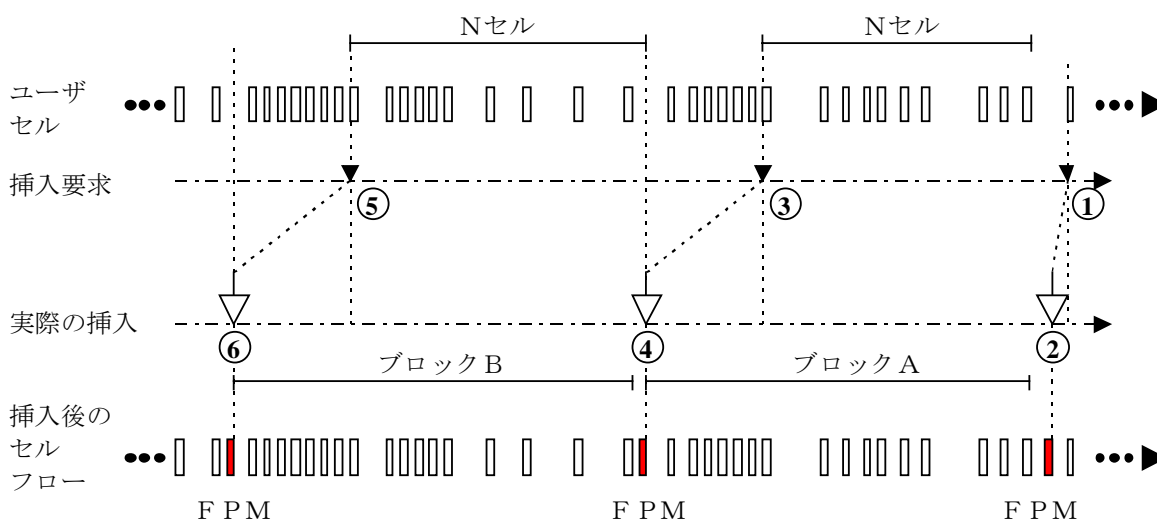 Nセル
Nセル
ユーザ
セル
挿入要求
⑤
③
①
実際の挿入
⑥
④
②
ブロックB
ブロックA
挿入後の
セル
フロー
FPM
FPM
FPM